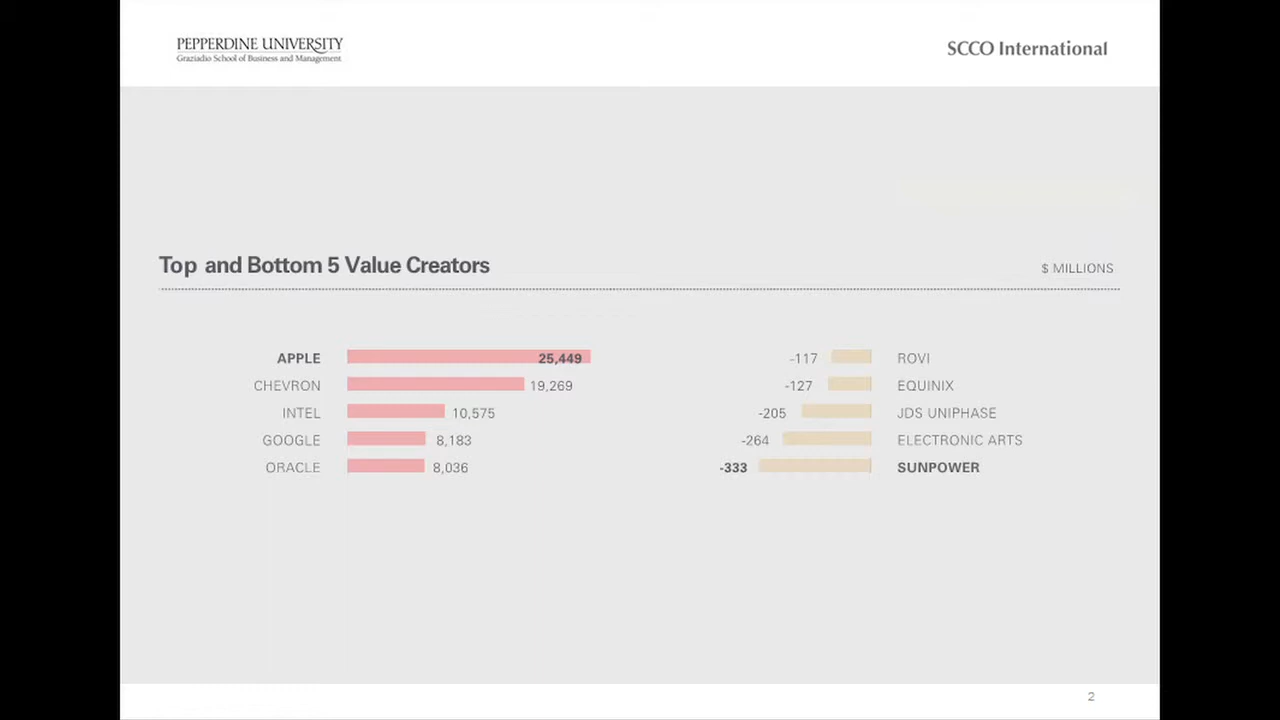 PEPPERDINE UNIVERSITY
Graziadio School of Business and Management
SCCO International
Top and Bottom 5 Value Creators
$ MILLIONS
APPLE 25,449
CHEVRON 19,269
INTEL 10,575
GOOGLE 8,183
ORACLE 8,036
-117 ROVI
-127 EQUINIX
-205 JDS UNIPHASE
-264 ELECTRONIC ARTS
-333 SUNPOWER
2